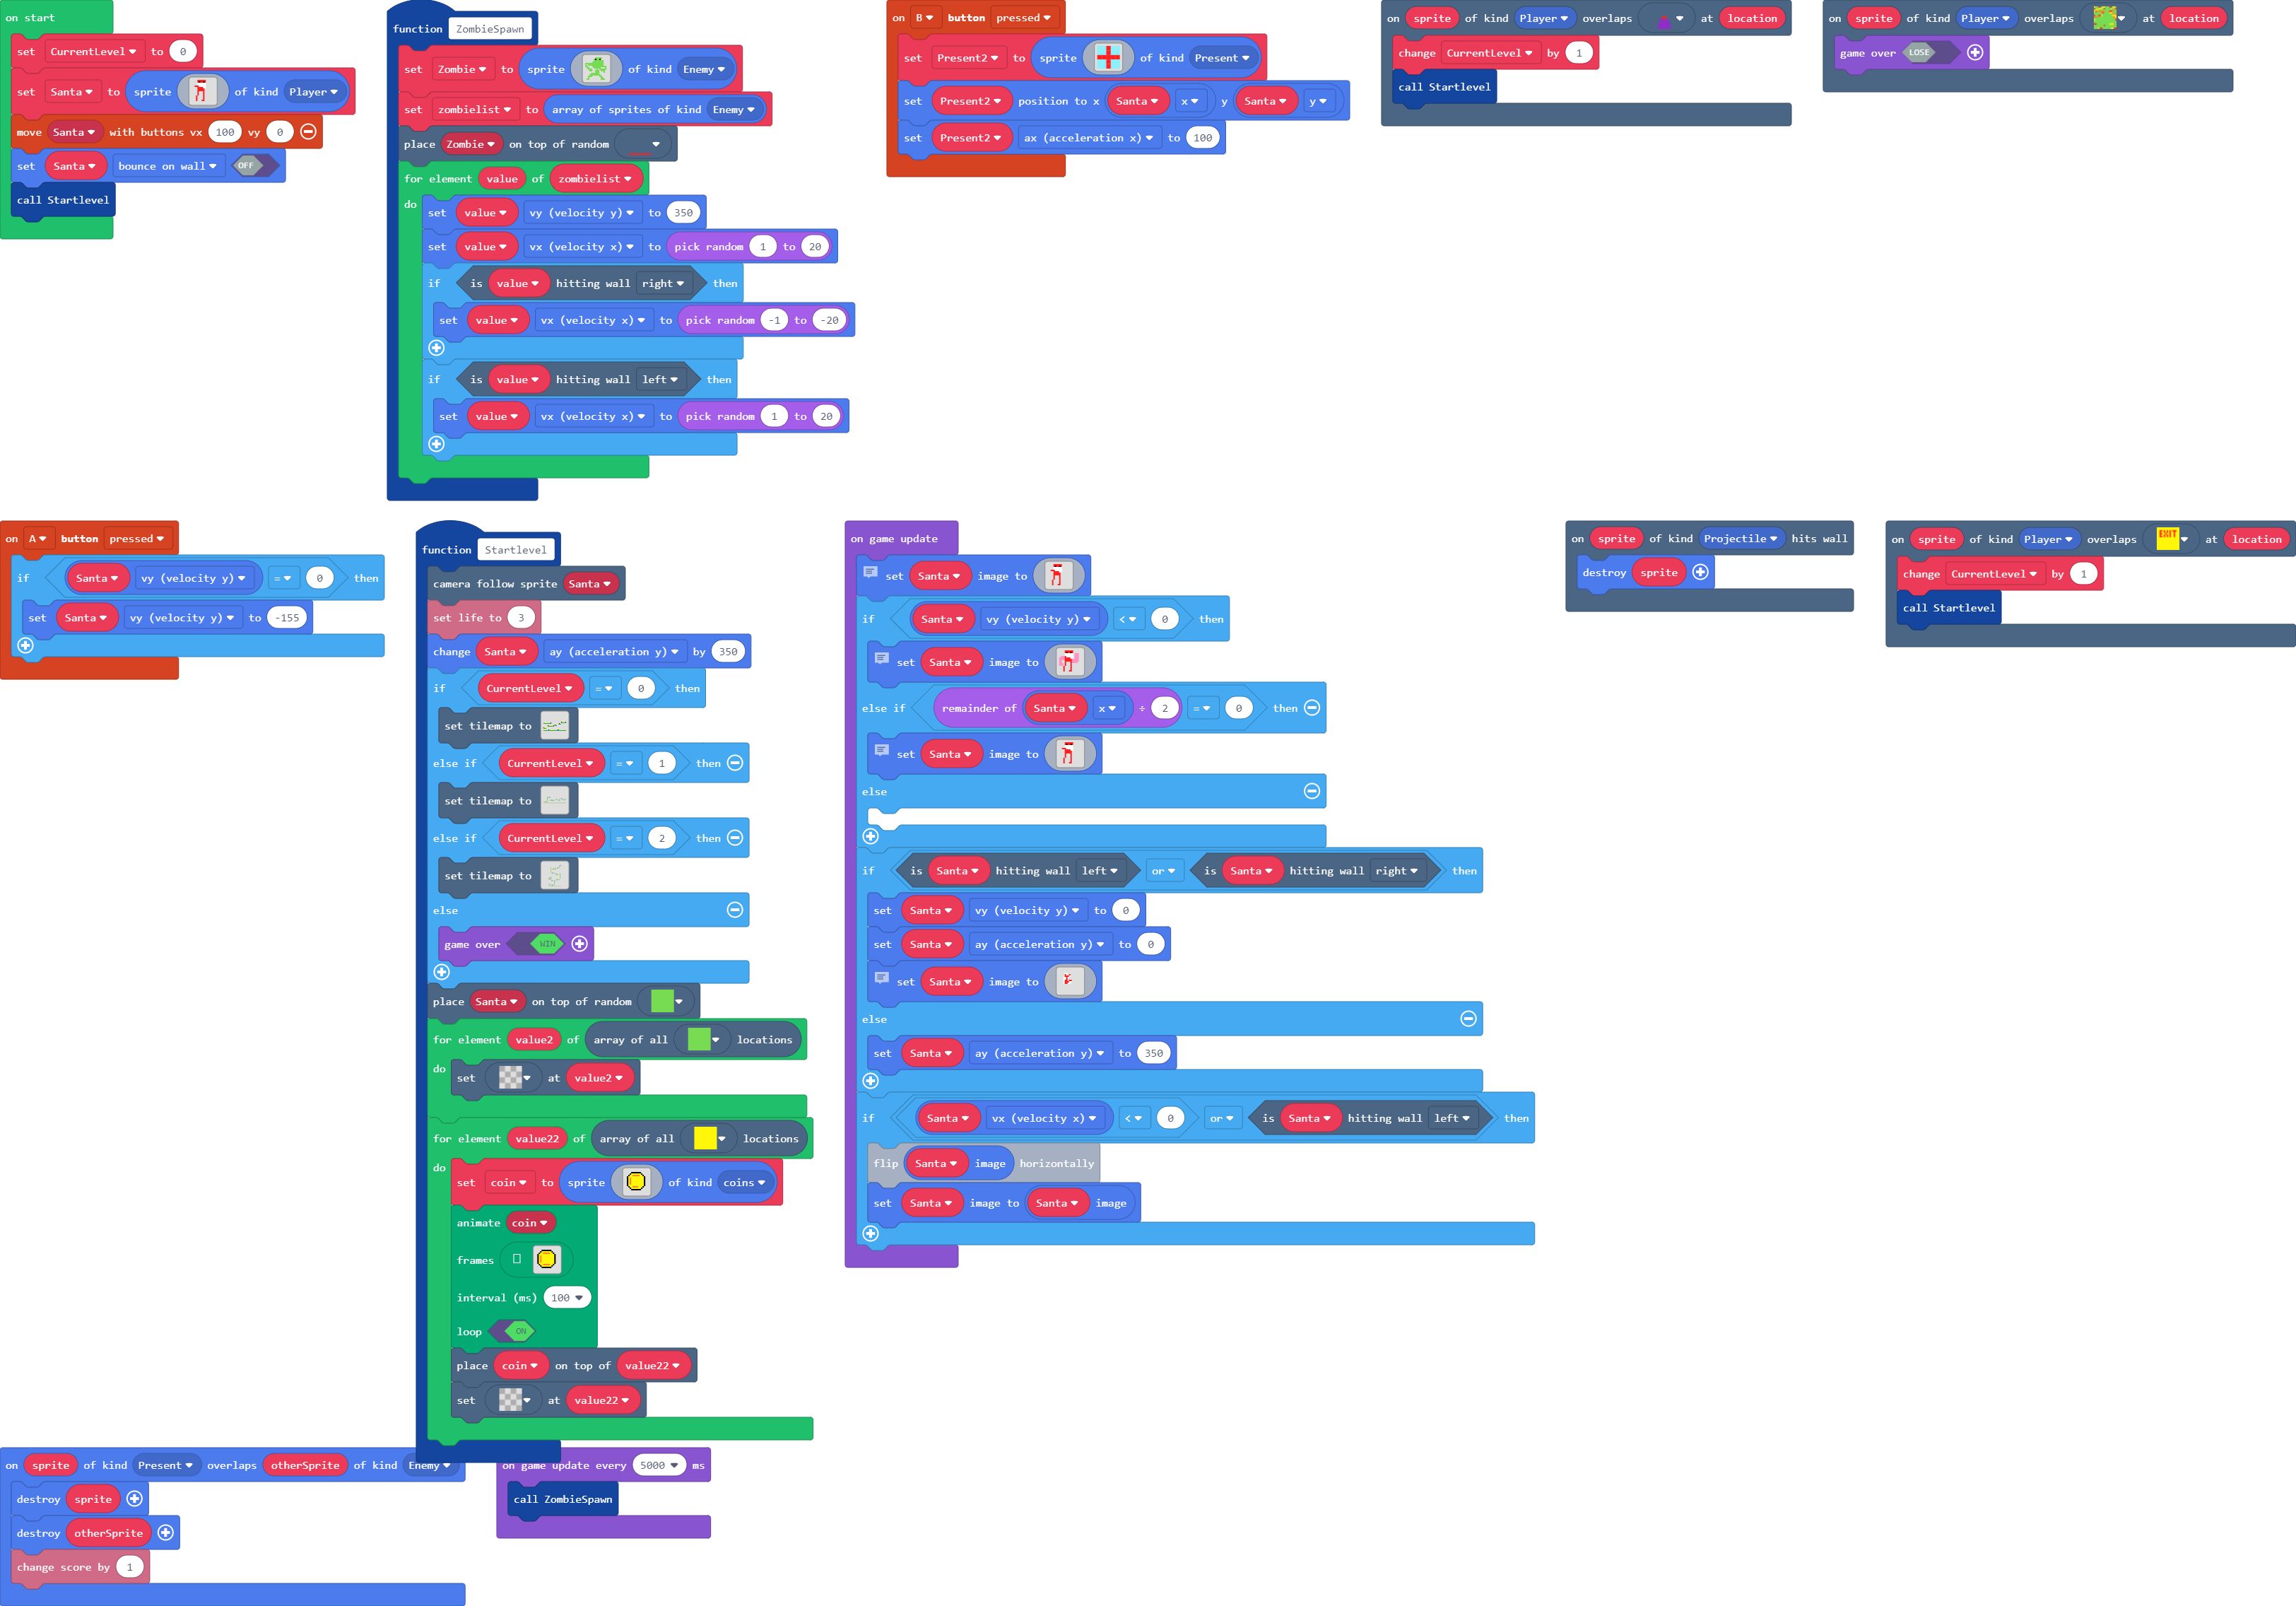 on start
set CurrentLevel to 0
set Santa to sprite of kind Player
move Santa with buttons vx 100 vy 0
set Santa bounce on wall OFF
call Startlevel
function ZombieSpawn
set Zombie to sprite of kind Enemy
set zombielist to array of sprites of kind Enemy
place Zombie on top of random
for element value of zombielist
do
set value vy (velocity y) to 350
set value vx (velocity x) to pick random 1 to 20
if is value hitting wall right then
set value vx (velocity x) to pick random -1 to -20
if is value hitting wall left then
set value vx (velocity x) to pick random 1 to 20
on B button pressed
set Present2 to sprite of kind Present
set Present2 position to x Santa x y Santa y
set Present2 ax (acceleration x) to 100
on sprite of kind Player overlaps at location
change CurrentLevel by 1
call Startlevel
on sprite of kind Player overlaps at location
game over LOSE
on A button pressed
if Santa vy (velocity y) = 0 then
set Santa vy (velocity y) to -155
function Startlevel
camera follow sprite Santa
set life to 3
change Santa ay (acceleration y) by 350
if CurrentLevel = 0 then
set tilemap to
else if CurrentLevel = 1 then
set tilemap to
else if CurrentLevel = 2 then
set tilemap to
else
game over WIN
place Santa on top of random
for element value2 of array of all locations
do
set at value2
for element value22 of array of all locations
do
set coin to sprite of kind coins
animate coin
frames
interval (ms) 100
loop ON
place coin on top of value22
set at value22
on game update
set Santa image to
if Santa vy (velocity y) < 0 then
set Santa image to
else if remainder of Santa x ÷ 2 = 0 then
set Santa image to
else
if is Santa hitting wall left or is Santa hitting wall right then
set Santa vy (velocity y) to 0
set Santa ay (acceleration y) to 0
set Santa image to
else
set Santa ay (acceleration y) to 350
if Santa vx (velocity x) < 0 or is Santa hitting wall left then
flip Santa image horizontally
set Santa image to Santa image
on sprite of kind Projectile hits wall
destroy sprite
on sprite of kind Player overlaps EXIT at location
change CurrentLevel by 1
call Startlevel
on sprite of kind Present overlaps otherSprite of kind Enemy
destroy sprite
destroy otherSprite
change score by 1
on game update every 5000 ms
call ZombieSpawn